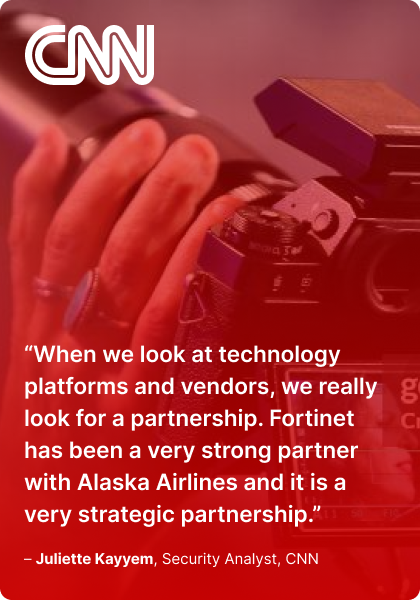 CNN
“When we look at technology
platforms and vendors, we really
look for a partnership. Fortinet
has been a very strong partner
with Alaska Airlines and it is a
very strategic partnership.”
– Juliette Kayyem, Security Analyst, CNN